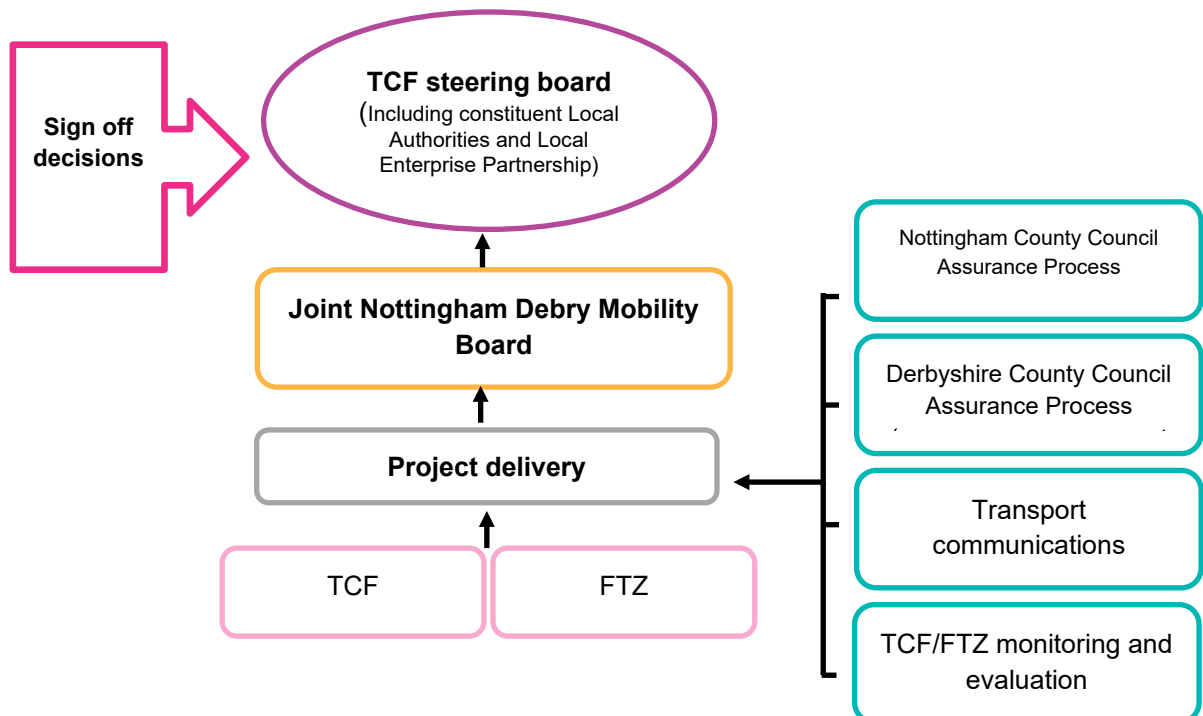 Sign off
decisions
TCF steering board
(Including constituent Local
Authorities and Local
Enterprise Partnership)
Joint Nottingham Debry Mobility
Board
Project delivery
TCF
FTZ
Nottingham County Council
Assurance Process
Derbyshire County Council
Assurance Process
Transport
communications
TCF/FTZ monitoring and
evaluation